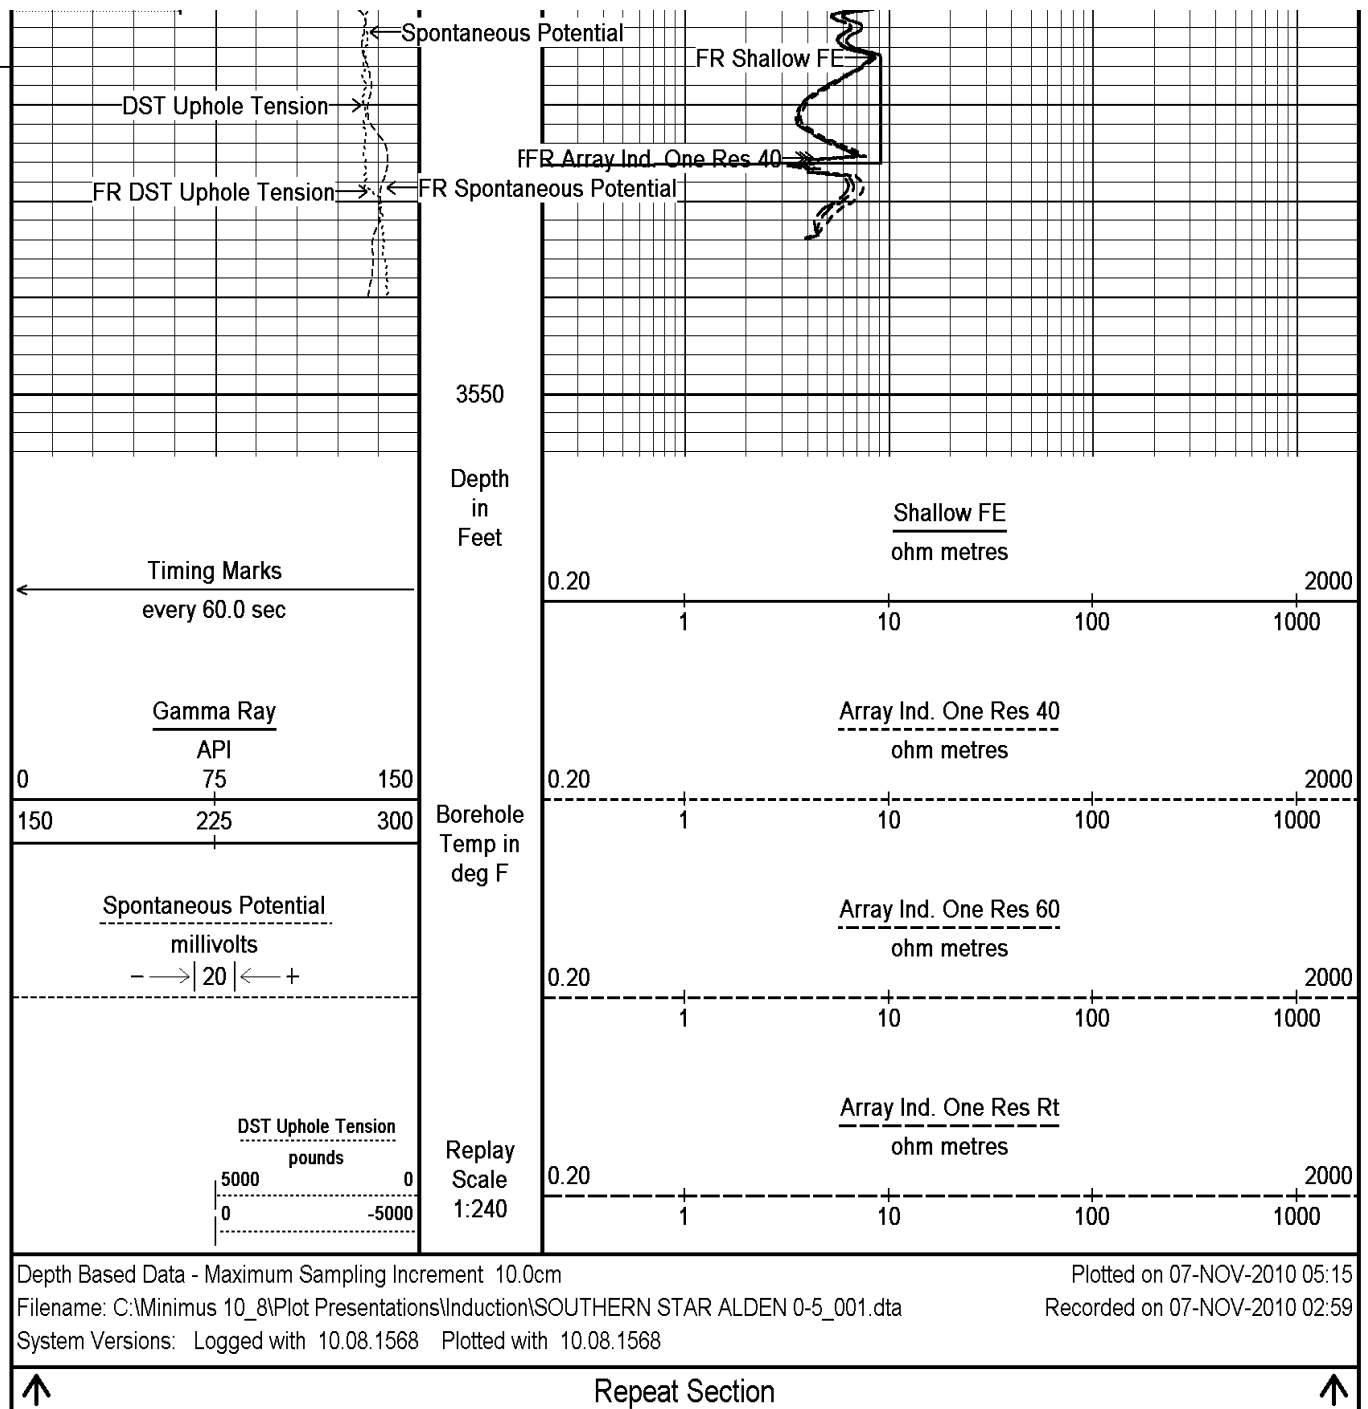 Spontaneous Potential
FR Shallow FE
DST Uphole Tension
FFR Array Ind. One Res 40
FR DST Uphole Tension
FR Spontaneous Potential
3550
Depth
in
Feet
Shallow FE
ohm metres
0.20 2000
1 10 100 1000
Timing Marks
every 60.0 sec
Gamma Ray
API
0 75 150
150 225 300
Array Ind. One Res 40
ohm metres
0.20 2000
1 10 100 1000
Borehole
Temp in
deg F
Spontaneous Potential
millivolts
− 20 +
Array Ind. One Res 60
ohm metres
0.20 2000
1 10 100 1000
DST Uphole Tension
pounds
5000 0
0 -5000
Replay
Scale
1:240
Array Ind. One Res Rt
ohm metres
0.20 2000
1 10 100 1000
Depth Based Data - Maximum Sampling Increment 10.0cm
Plotted on 07-NOV-2010 05:15
Filename: C:\Minimus 10_8\Plot Presentations\Induction\SOUTHERN STAR ALDEN 0-5_001.dta
Recorded on 07-NOV-2010 02:59
System Versions: Logged with 10.08.1568 Plotted with 10.08.1568
Repeat Section